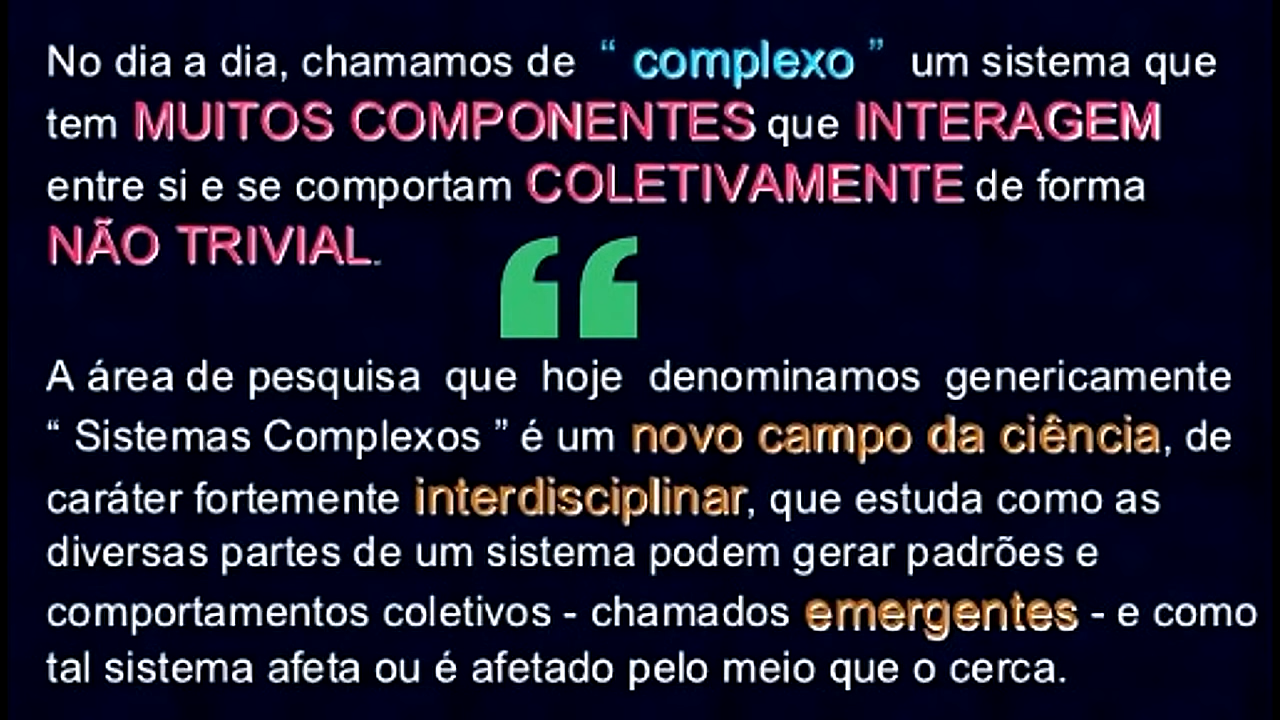 No dia a dia, chamamos de “ complexo ” um sistema que
tem MUITOS COMPONENTES que INTERAGEM
entre si e se comportam COLETIVAMENTE de forma
NÃO TRIVIAL.
“
A área de pesquisa que hoje denominamos genericamente
“ Sistemas Complexos ” é um novo campo da ciência, de
caráter fortemente interdisciplinar, que estuda como as
diversas partes de um sistema podem gerar padrões e
comportamentos coletivos - chamados emergentes - e como
tal sistema afeta ou é afetado pelo meio que o cerca.